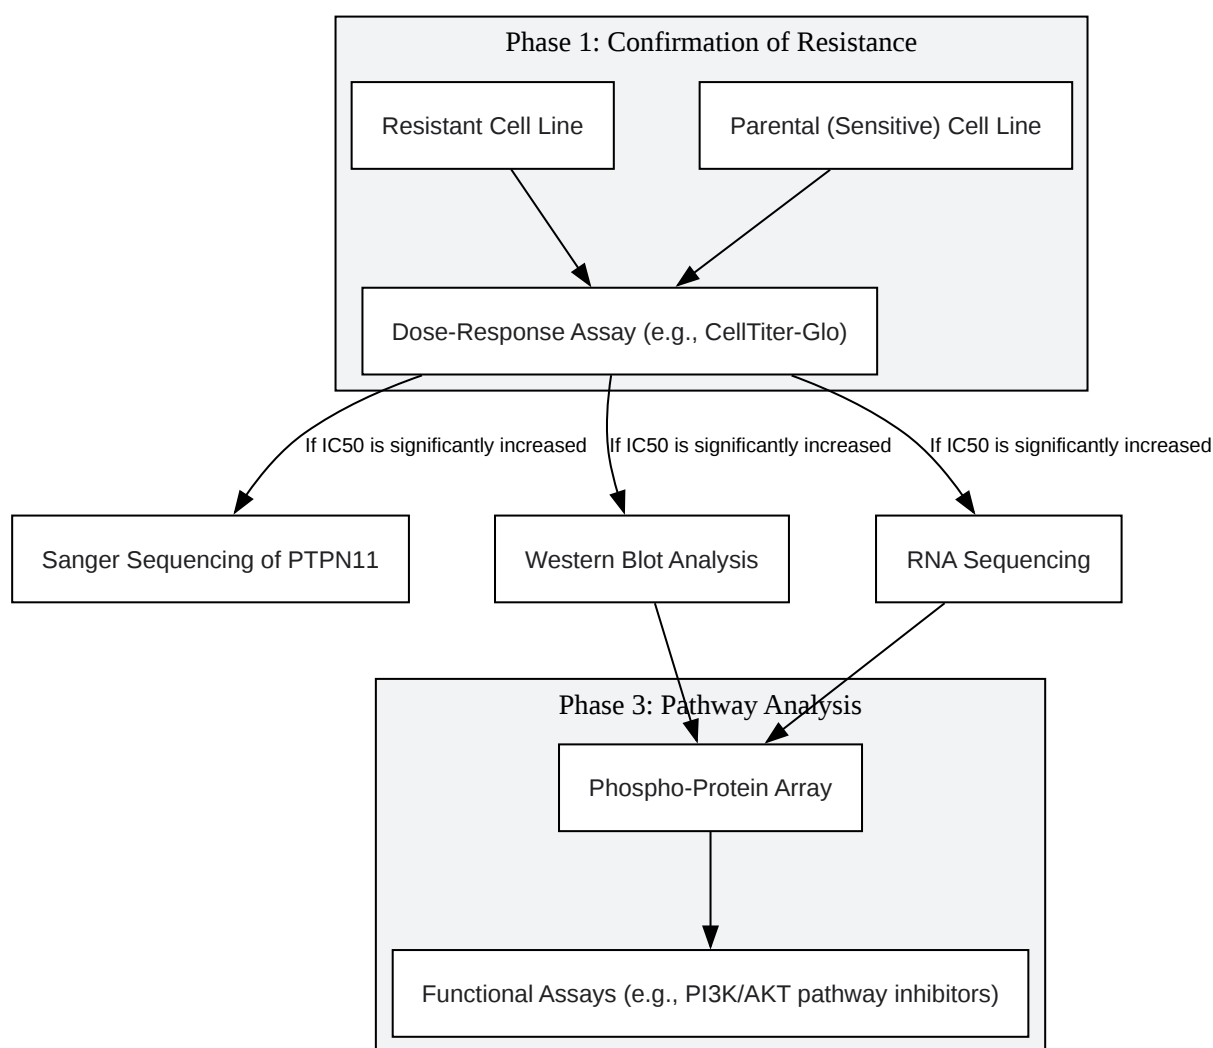 Phase 1: Confirmation of Resistance
Resistant Cell Line
Parental (Sensitive) Cell Line
Dose-Response Assay (e.g., CellTiter-Glo)
If IC50 is significantly increased
If IC50 is significantly increased
If IC50 is significantly increased
Sanger Sequencing of PTPN11
Western Blot Analysis
RNA Sequencing
Phase 3: Pathway Analysis
Phospho-Protein Array
Functional Assays (e.g., PI3K/AKT pathway inhibitors)